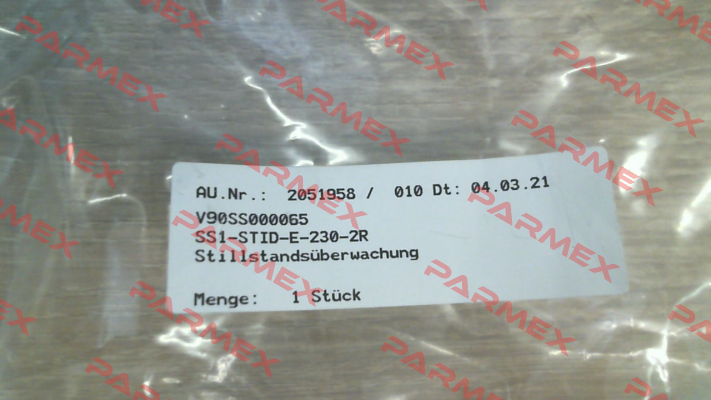 AU.Nr.: 2051958 / 010 Dt: 04.03.21
V90SS000065
SS1-STID-E-230-2R
Stillstandsüberwachung
Menge: 1 Stück
PARMEX